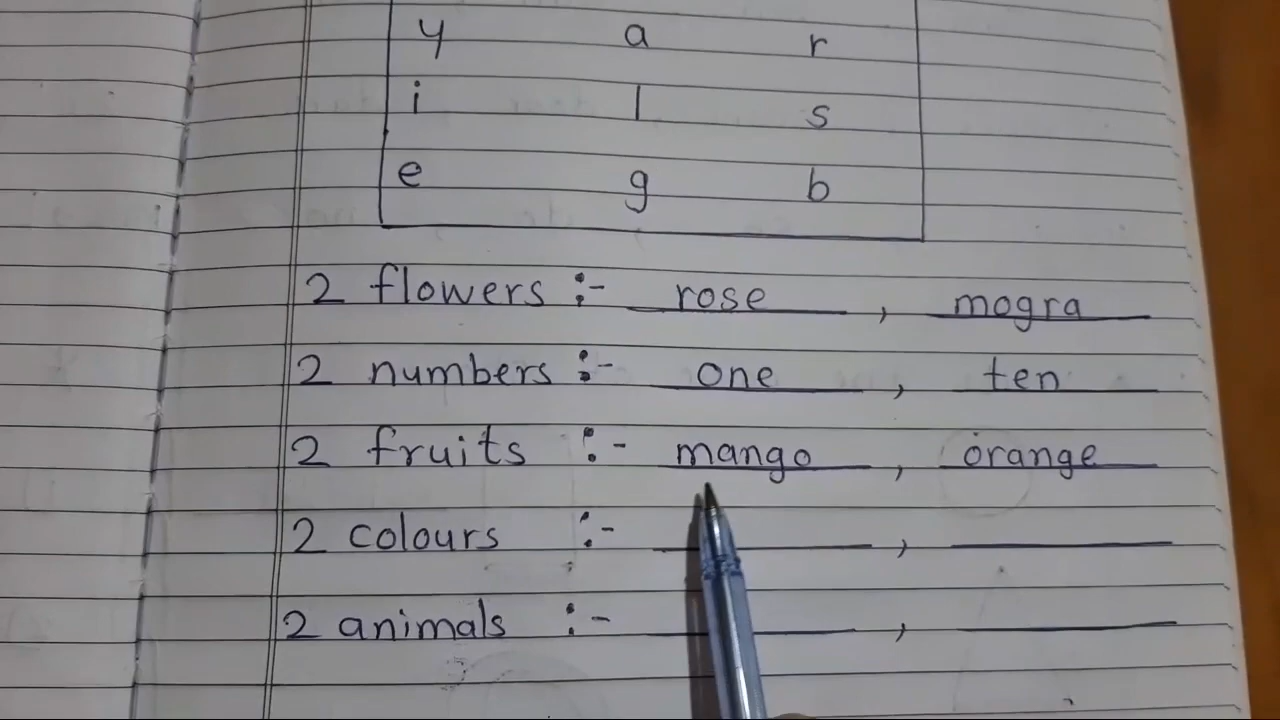 y a r
i l s
e g b
2 flowers :- rose , mogra
2 numbers :- one , ten
2 fruits :- mango , orange
2 colours :- ,
2 animals :- ,